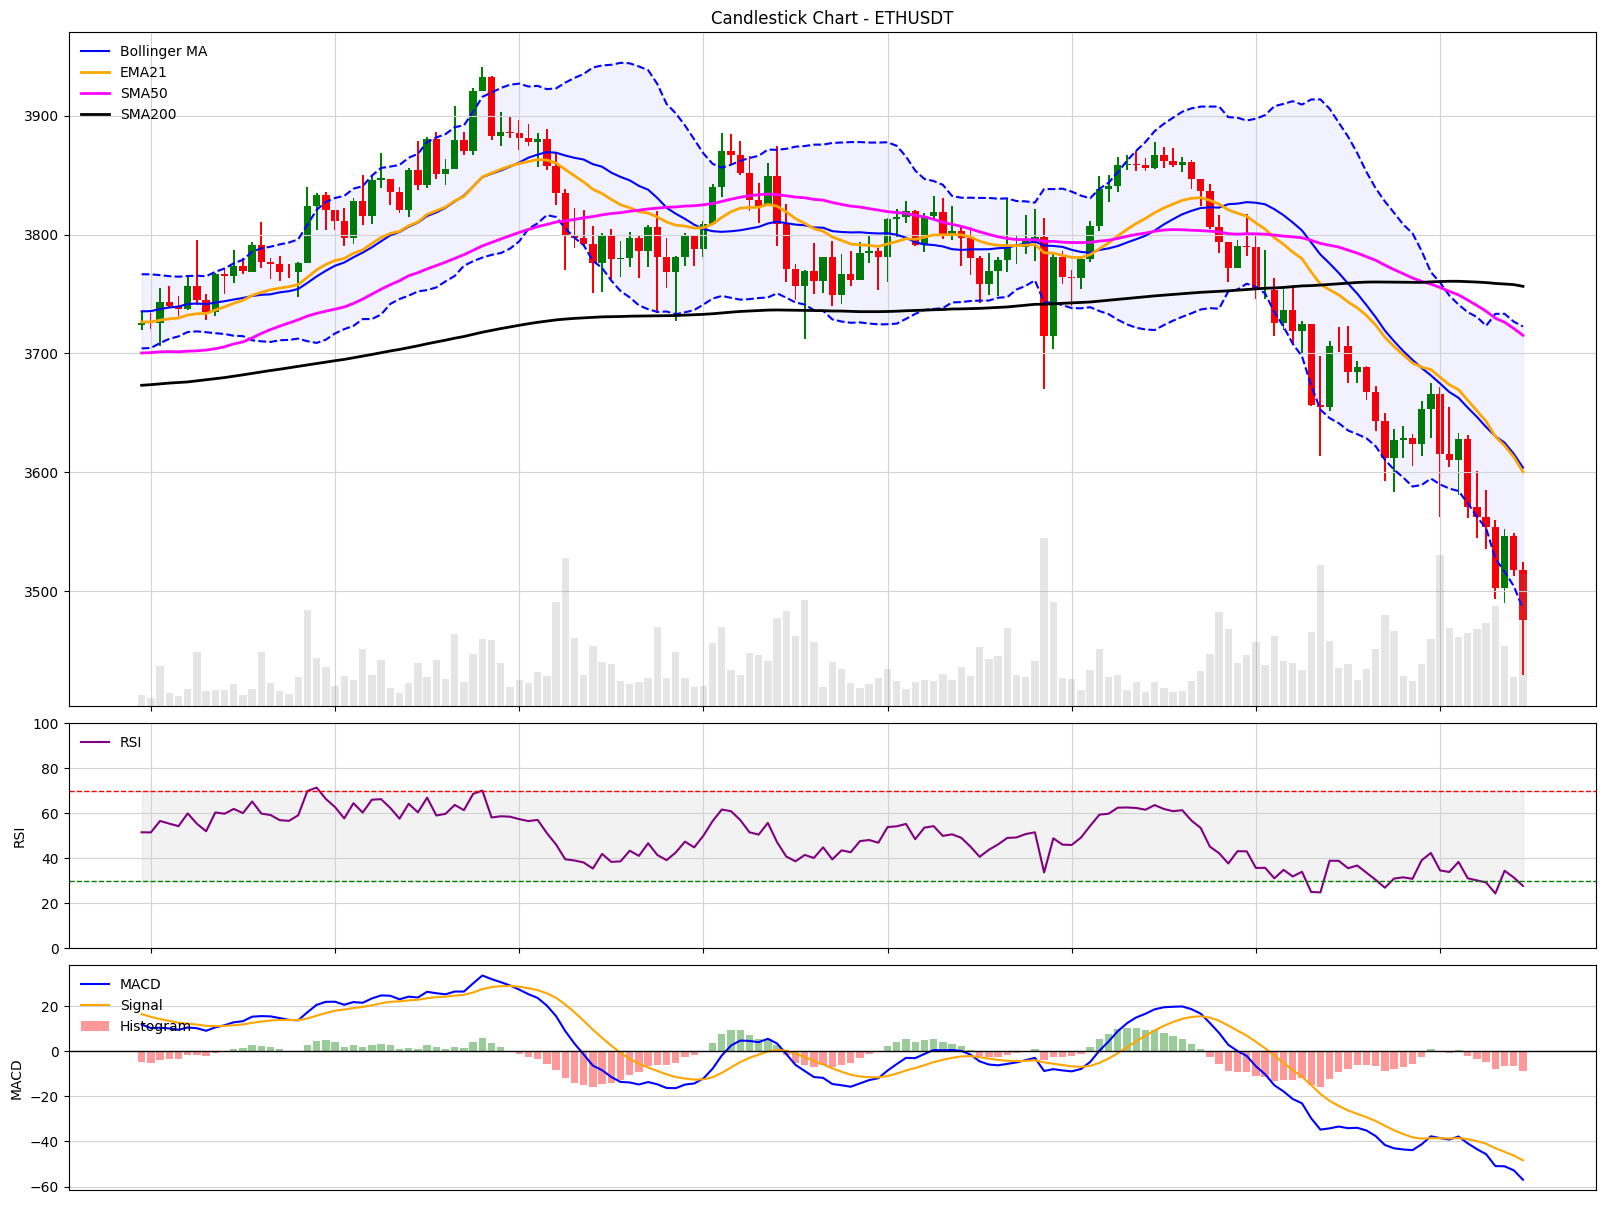 Candlestick Chart - ETHUSDT
Bollinger MA
EMA21
SMA50
SMA200
3900
3800
3700
3600
3500
RSI
100
80
60
40
20
0
RSI
MACD
Signal
Histogram
20
0
−20
−40
−60
MACD